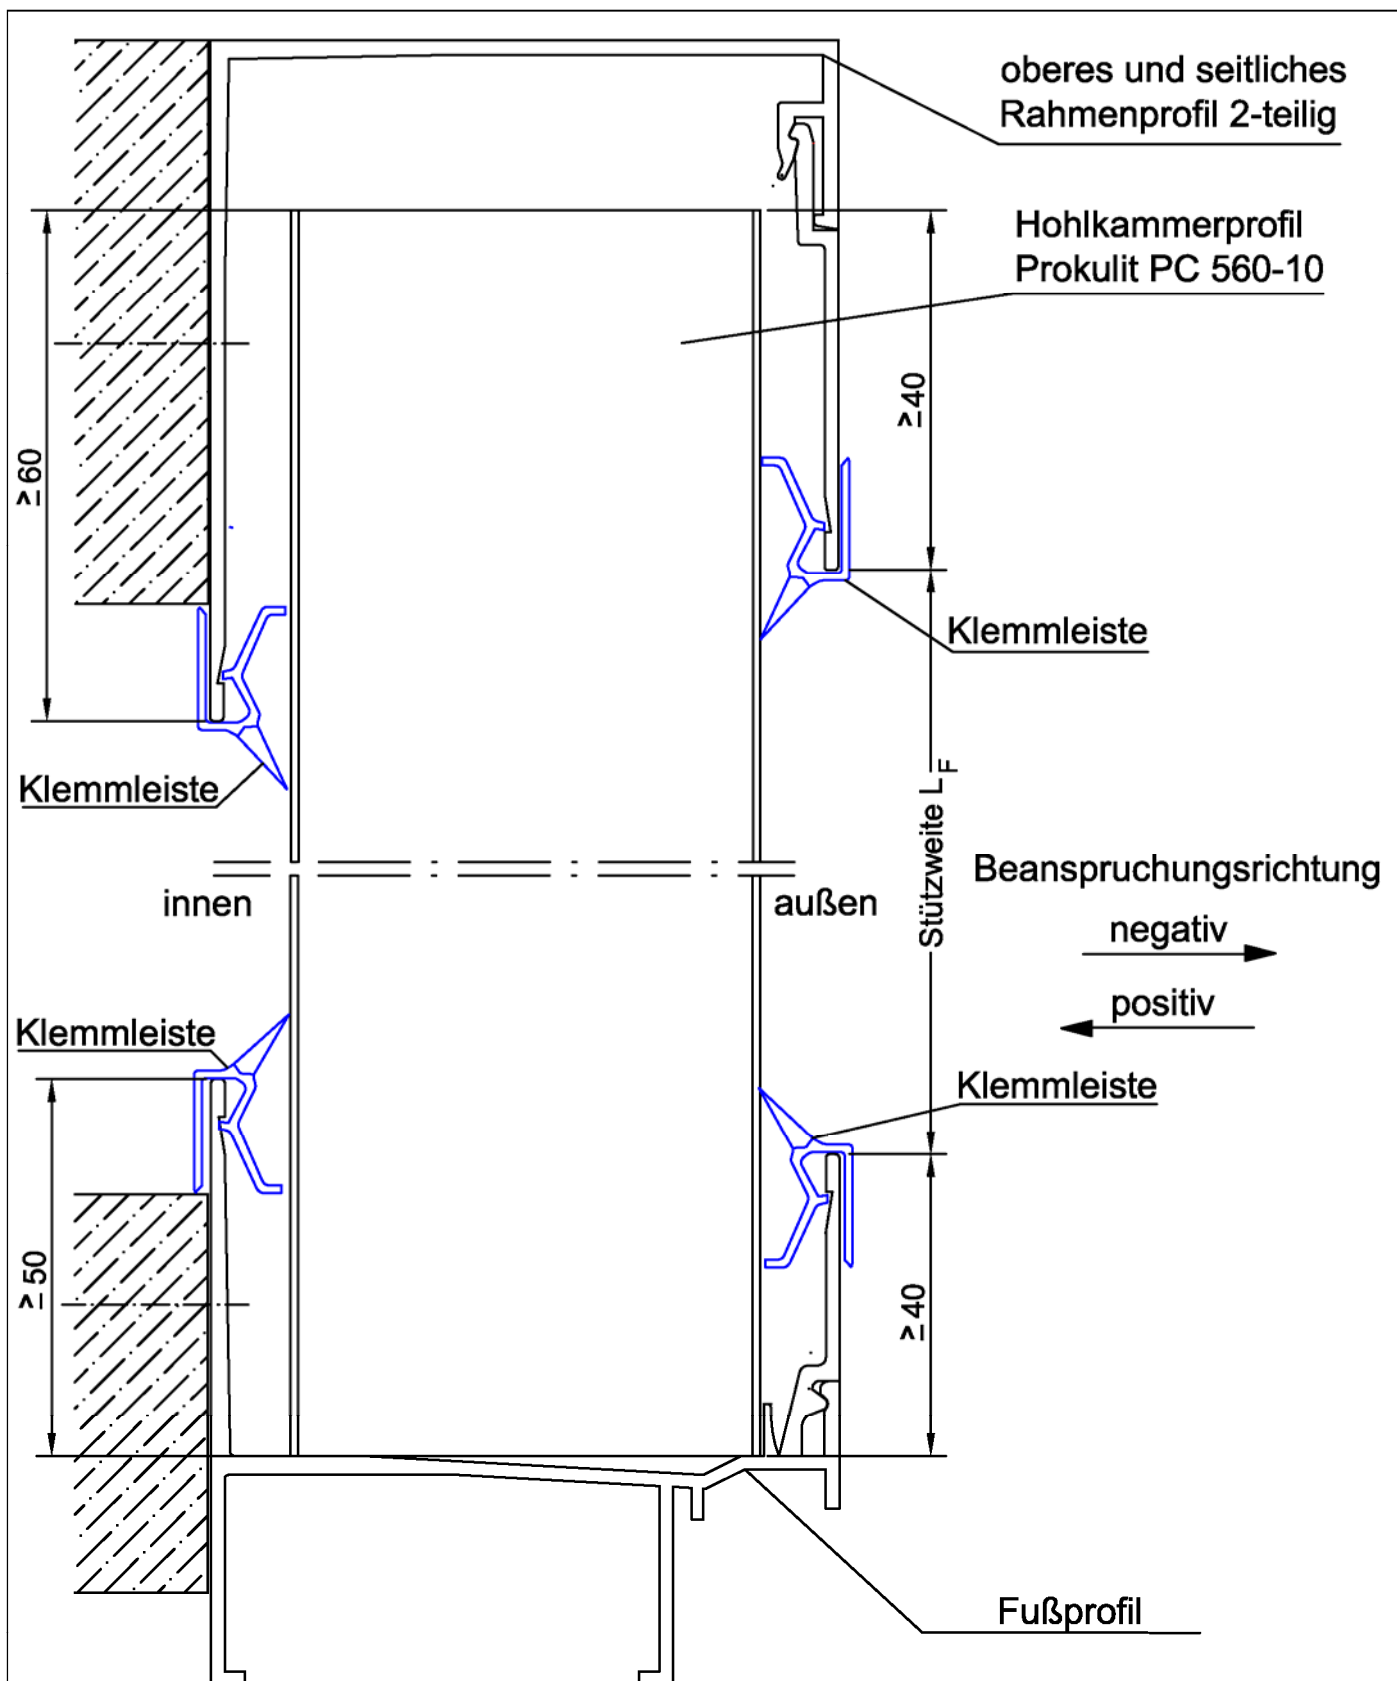 oberes und seitliches
Rahmenprofil 2-teilig
Hohlkammerprofil
Prokulit PC 560-10
≥40
≥60
Klemmleiste
Klemmleiste
Stützweite L_F
Beanspruchungsrichtung
innen
außen
negativ
positiv
Klemmleiste
Klemmleiste
≥50
≥40
Fußprofil